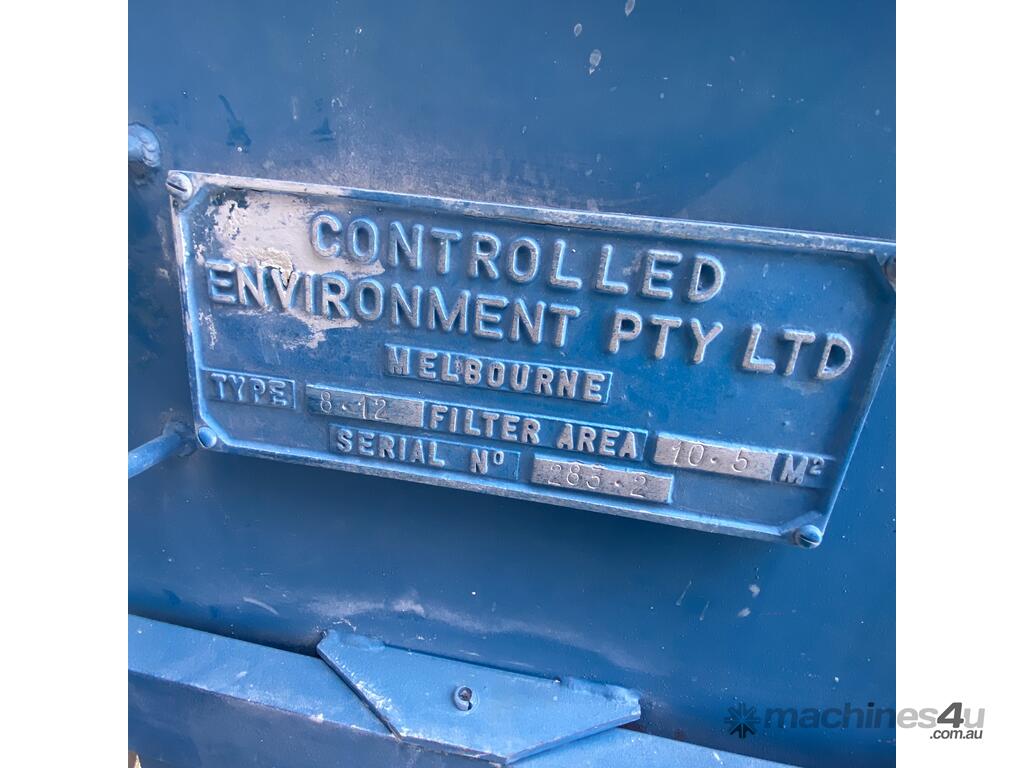 CONTROLLED
ENVIRONMENT PTY LTD
MELBOURNE
TYPE 8·12 FILTER AREA 10·5 M²
SERIAL Nº 285·2
machines4u
.com.au